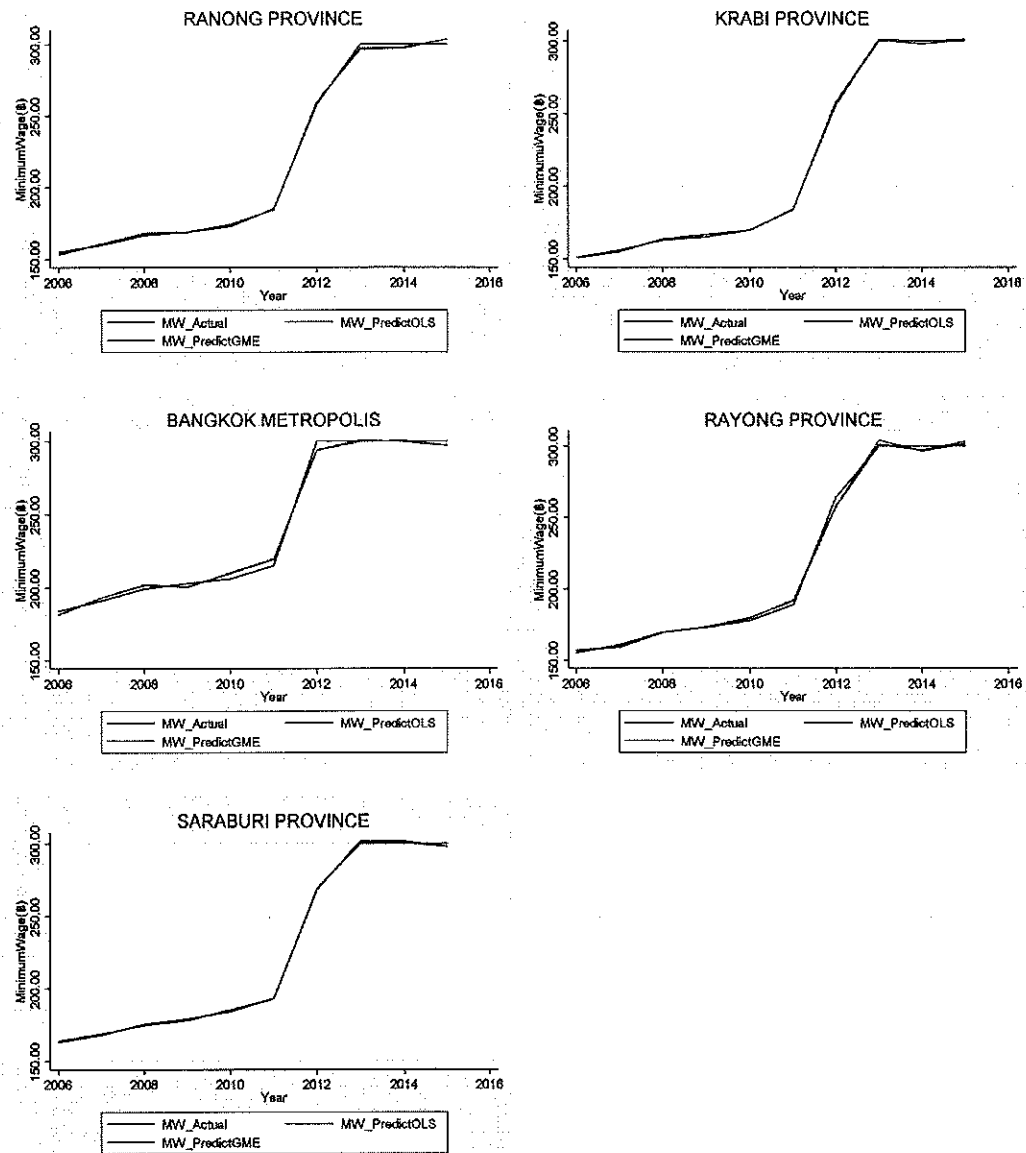 RANONG PROVINCE
MinimumWage(฿)
300.00
250.00
200.00
150.00
2006 2008 2010 2012 2014 2016
Year
MW_Actual MW_PredictOLS
MW_PredictGME
KRABI PROVINCE
MinimumuWage(฿)
300.00
250.00
200.00
150.00
2006 2008 2010 2012 2014 2016
Year
MW_Actual MW_PredictOLS
MW_PredictGME
BANGKOK METROPOLIS
MinimumWage(฿)
300.00
250.00
200.00
150.00
2006 2008 2010 2012 2014 2016
Year
MW_Actual MW_PredictOLS
MW_PredictGME
RAYONG PROVINCE
MinimumWage(฿)
300.00
250.00
200.00
150.00
2006 2008 2010 2012 2014 2016
Year
MW_Actual MW_PredictOLS
MW_PredictGME
SARABURI PROVINCE
MinimumWage(฿)
300.00
250.00
200.00
150.00
2006 2008 2010 2012 2014 2016
Year
MW_Actual MW_PredictOLS
MW_PredictGME